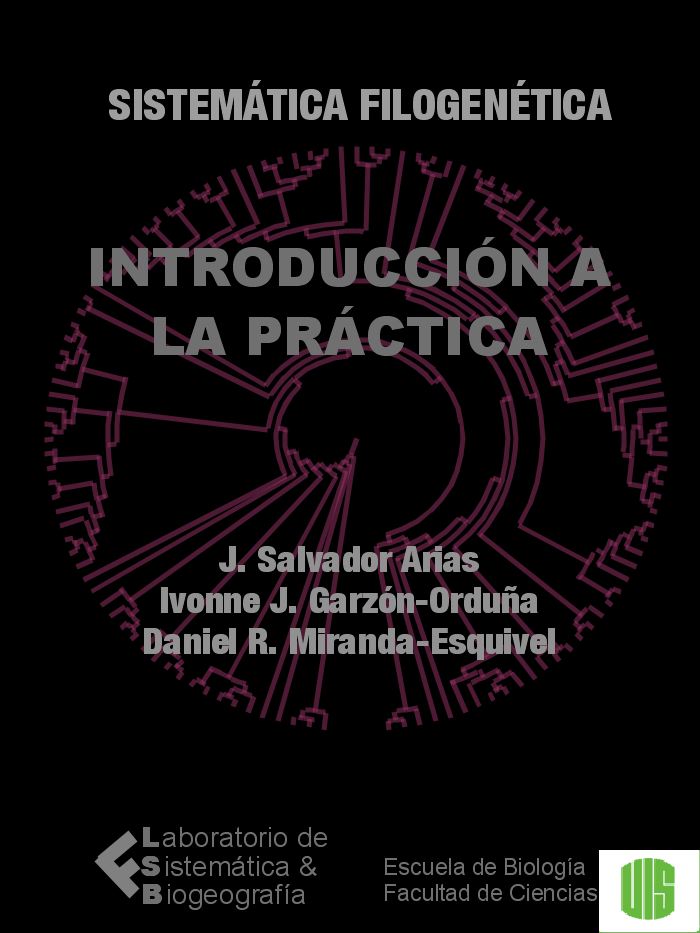 SISTEMÁTICA FILOGENÉTICA
INTRODUCCIÓN A
LA PRÁCTICA
J. Salvador Arias
Ivonne J. Garzón-Orduña
Daniel R. Miranda-Esquivel
Laboratorio de
Sistemática &
Biogeografía
Escuela de Biología
Facultad de Ciencias
UIS